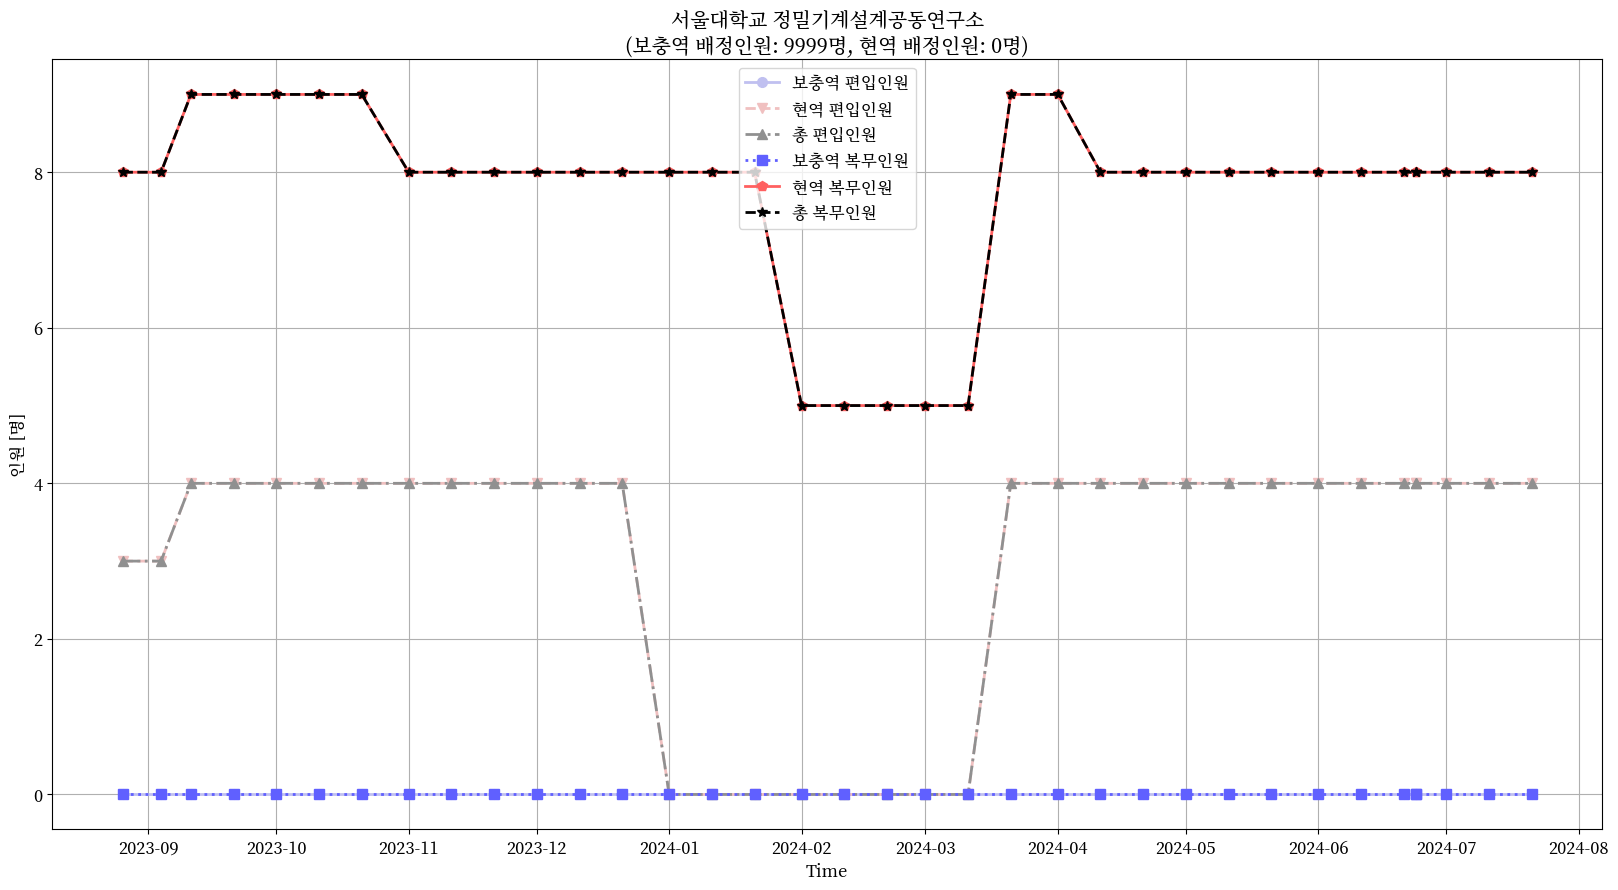 서울대학교 정밀기계설계공동연구소
(보충역 배정인원: 9999명, 현역 배정인원: 0명)
보충역 편입인원
현역 편입인원
총 편입인원
보충역 복무인원
현역 복무인원
총 복무인원
8
6
4
2
0
인원 [명]
2023-09 2023-10 2023-11 2023-12 2024-01 2024-02 2024-03 2024-04 2024-05 2024-06 2024-07 2024-08
Time